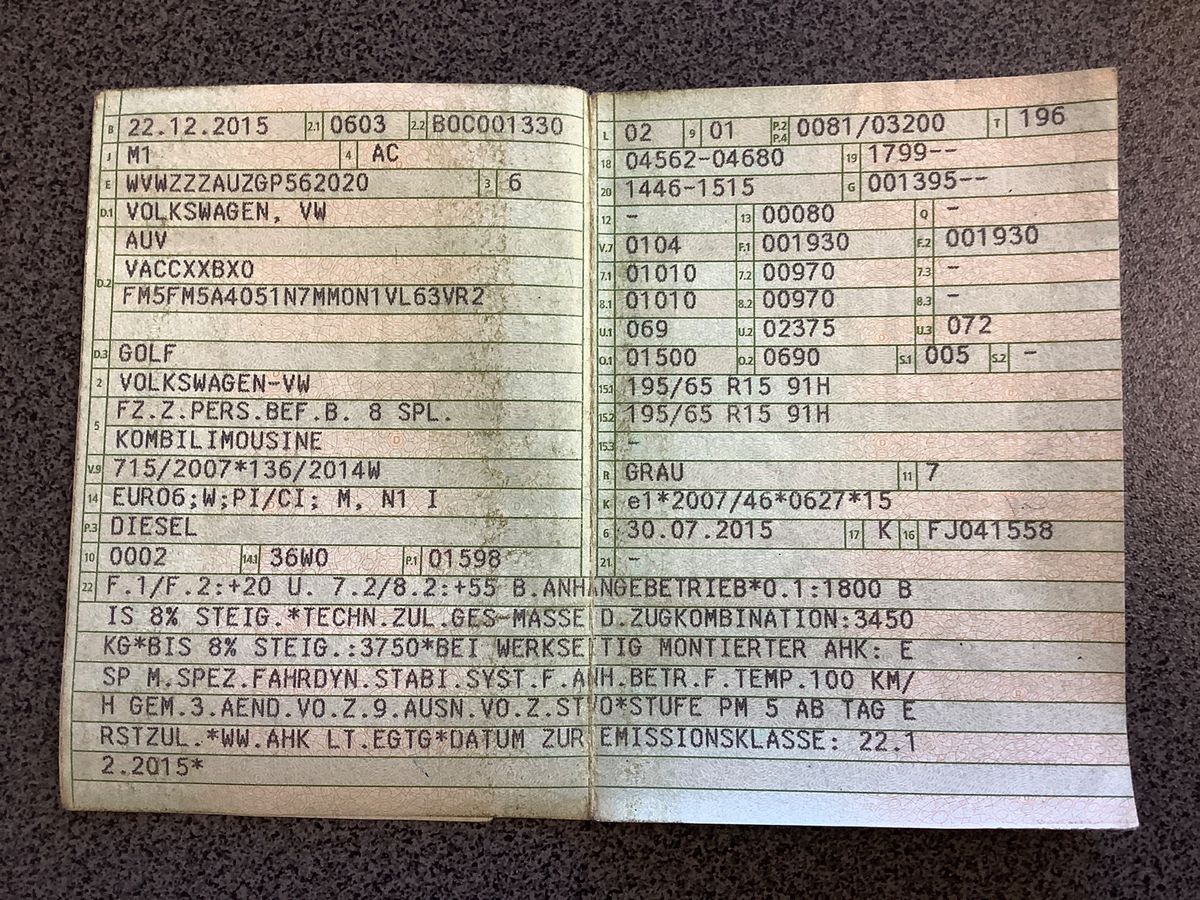 B 22.12.2015 2.1 0603 2.2 B0C001330
J M1 4 AC
E WVWZZZAUZGP562020 3 6
D.1 VOLKSWAGEN, VW
AUV
D.2 VACCXXBX0
FM5FM5A4051N7MMON1VL63VR2
D.3 GOLF
2 VOLKSWAGEN-VW
5 FZ.Z.PERS.BEF.B. 8 SPL.
KOMBILIMOUSINE
V.9 715/2007*136/2014W
14 EURO6;W;PI/CI; M, N1 I
P.3 DIESEL
10 0002 14.1 36W0 P.1 01598
L 02 9 01 P.2 P.4 0081/03200 T 196
18 04562-04680 19 1799--
20 1446-1515 G 001395--
12 - 13 00080 Q -
V.7 0104 F.1 001930 F.2 001930
7.1 01010 7.2 00970 7.3 -
8.1 01010 8.2 00970 8.3 -
U.1 069 U.2 02375 U.3 072
O.1 01500 O.2 0690 S.1 005 S.2 -
15.1 195/65 R15 91H
15.2 195/65 R15 91H
15.3 -
R GRAU 11 7
K e1*2007/46*0627*15
6 30.07.2015 17 K 16 FJ041558
21 -
22 F.1/F.2:+20 U. 7.2/8.2:+55 B.ANHANGEBETRIEB*0.1:1800 B
IS 8% STEIG.*TECHN.ZUL.GES-MASSE D.ZUGKOMBINATION:3450
KG*BIS 8% STEIG.:3750*BEI WERKSEITIG MONTIERTER AHK: E
SP M.SPEZ.FAHRDYN.STABI.SYST.F.ANH.BETR.F.TEMP.100 KM/
H GEM.3.AEND.VO.Z.9.AUSN.VO.Z.STVO*STUFE PM 5 AB TAG E
RSTZUL.*WW.AHK LT.EGTG*DATUM ZUR EMISSIONSKLASSE: 22.1
2.2015*